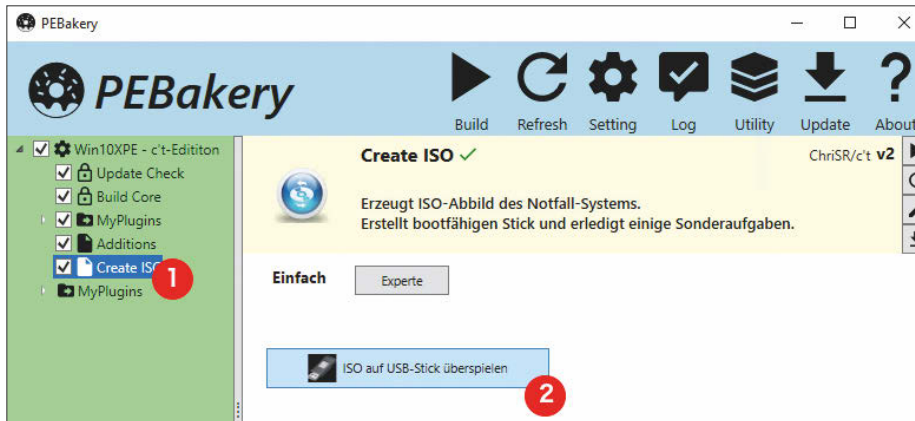 PEBakery
PEBakery
Build Refresh Setting Log Utility Update About
Win10XPE - c't-Edititon
Update Check
Build Core
MyPlugins
Additions
Create ISO
1
MyPlugins
Create ISO
ChriSR/c't v2
Erzeugt ISO-Abbild des Notfall-Systems.
Erstellt bootfähigen Stick und erledigt einige Sonderaufgaben.
Einfach Experte
ISO auf USB-Stick überspielen
2